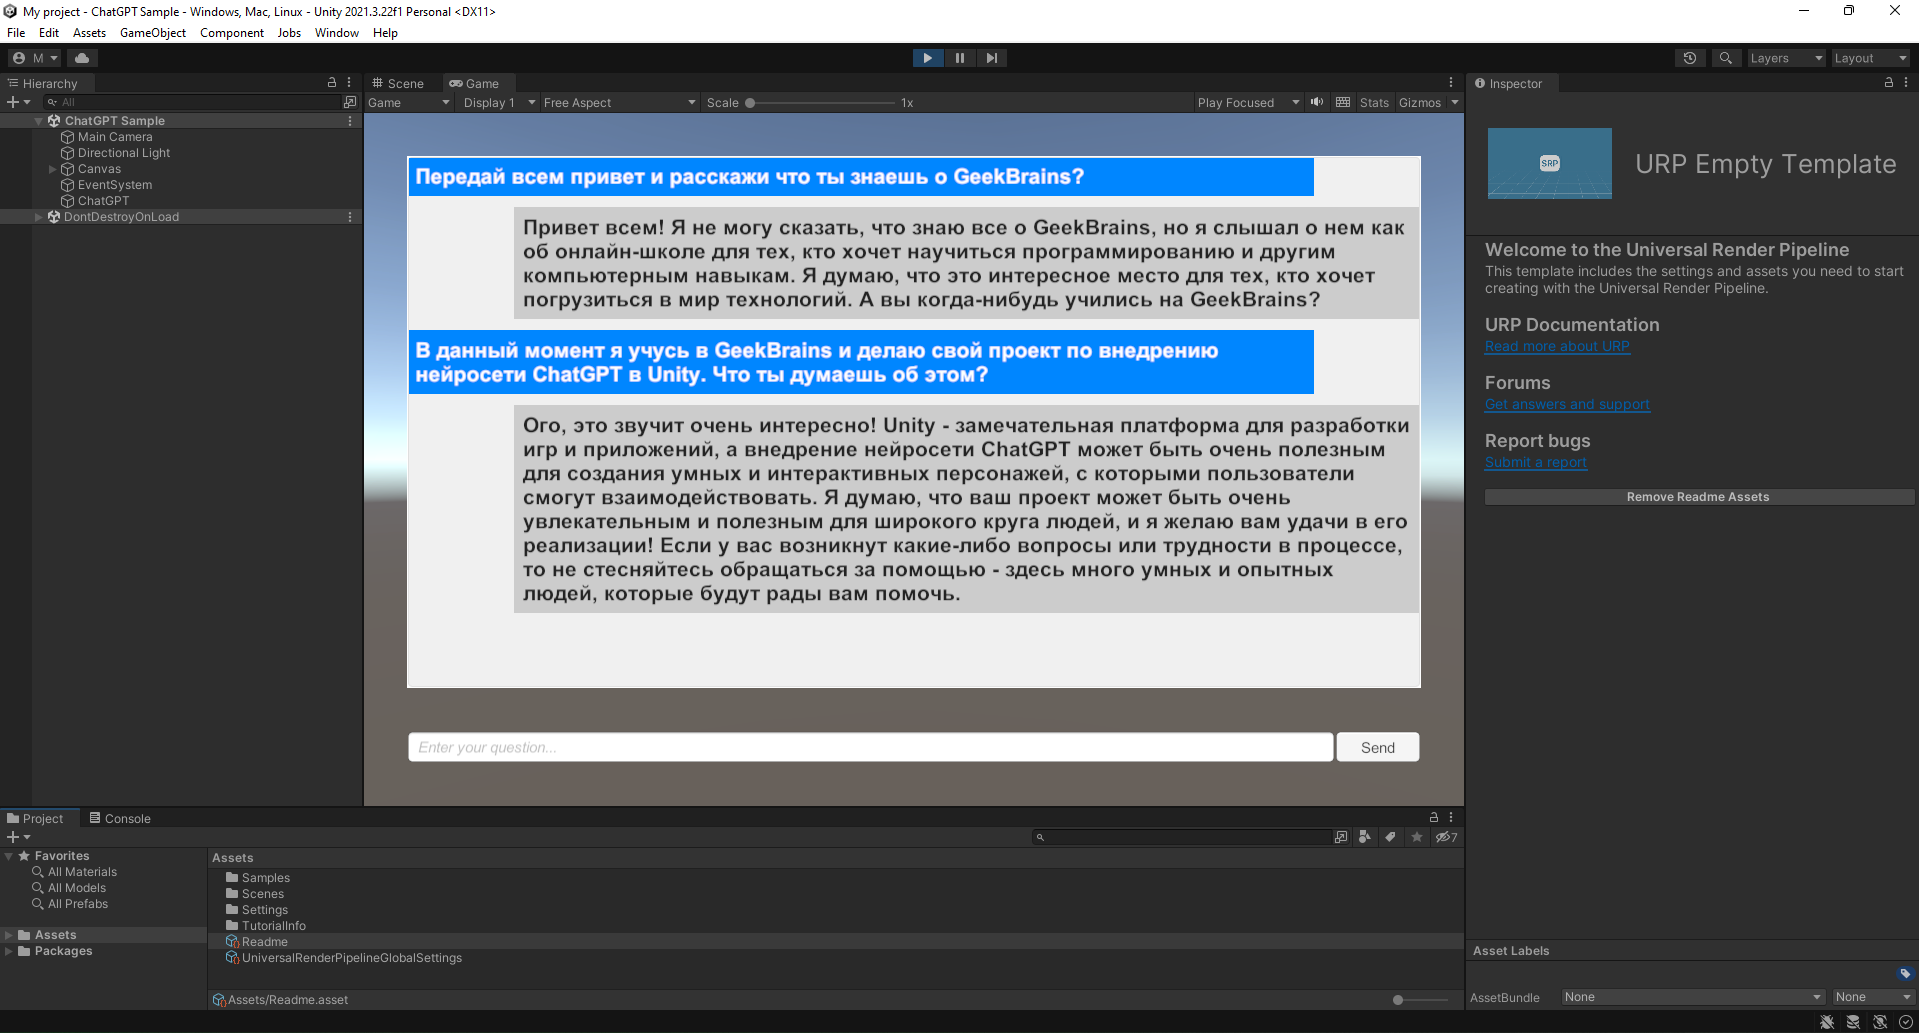 My project - ChatGPT Sample - Windows, Mac, Linux - Unity 2021.3.22f1 Personal <DX11>
File Edit Assets GameObject Component Jobs Window Help
M Layers Layout
Hierarchy
All
ChatGPT Sample
Main Camera
Directional Light
Canvas
EventSystem
ChatGPT
DontDestroyOnLoad
Scene Game
Game Display 1 Free Aspect Scale 1x Play Focused Stats Gizmos
Передай всем привет и расскажи что ты знаешь о GeekBrains?
Привет всем! Я не могу сказать, что знаю все о GeekBrains, но я слышал о нем как
об онлайн-школе для тех, кто хочет научиться программированию и другим
компьютерным навыкам. Я думаю, что это интересное место для тех, кто хочет
погрузиться в мир технологий. А вы когда-нибудь учились на GeekBrains?
В данный момент я учусь в GeekBrains и делаю свой проект по внедрению
нейросети ChatGPT в Unity. Что ты думаешь об этом?
Ого, это звучит очень интересно! Unity - замечательная платформа для разработки
игр и приложений, а внедрение нейросети ChatGPT может быть очень полезным
для создания умных и интерактивных персонажей, с которыми пользователи
смогут взаимодействовать. Я думаю, что ваш проект может быть очень
увлекательным и полезным для широкого круга людей, и я желаю вам удачи в его
реализации! Если у вас возникнут какие-либо вопросы или трудности в процессе,
то не стесняйтесь обращаться за помощью - здесь много умных и опытных
людей, которые будут рады вам помочь.
Enter your question...
Send
Inspector
SRP
URP Empty Template
Welcome to the Universal Render Pipeline
This template includes the settings and assets you need to start
creating with the Universal Render Pipeline.
URP Documentation
Read more about URP
Forums
Get answers and support
Report bugs
Submit a report
Remove Readme Assets
Asset Labels
AssetBundle None None
Project Console
7
Favorites
All Materials
All Models
All Prefabs
Assets
Packages
Assets
Samples
Scenes
Settings
TutorialInfo
Readme
UniversalRenderPipelineGlobalSettings
Assets/Readme.asset